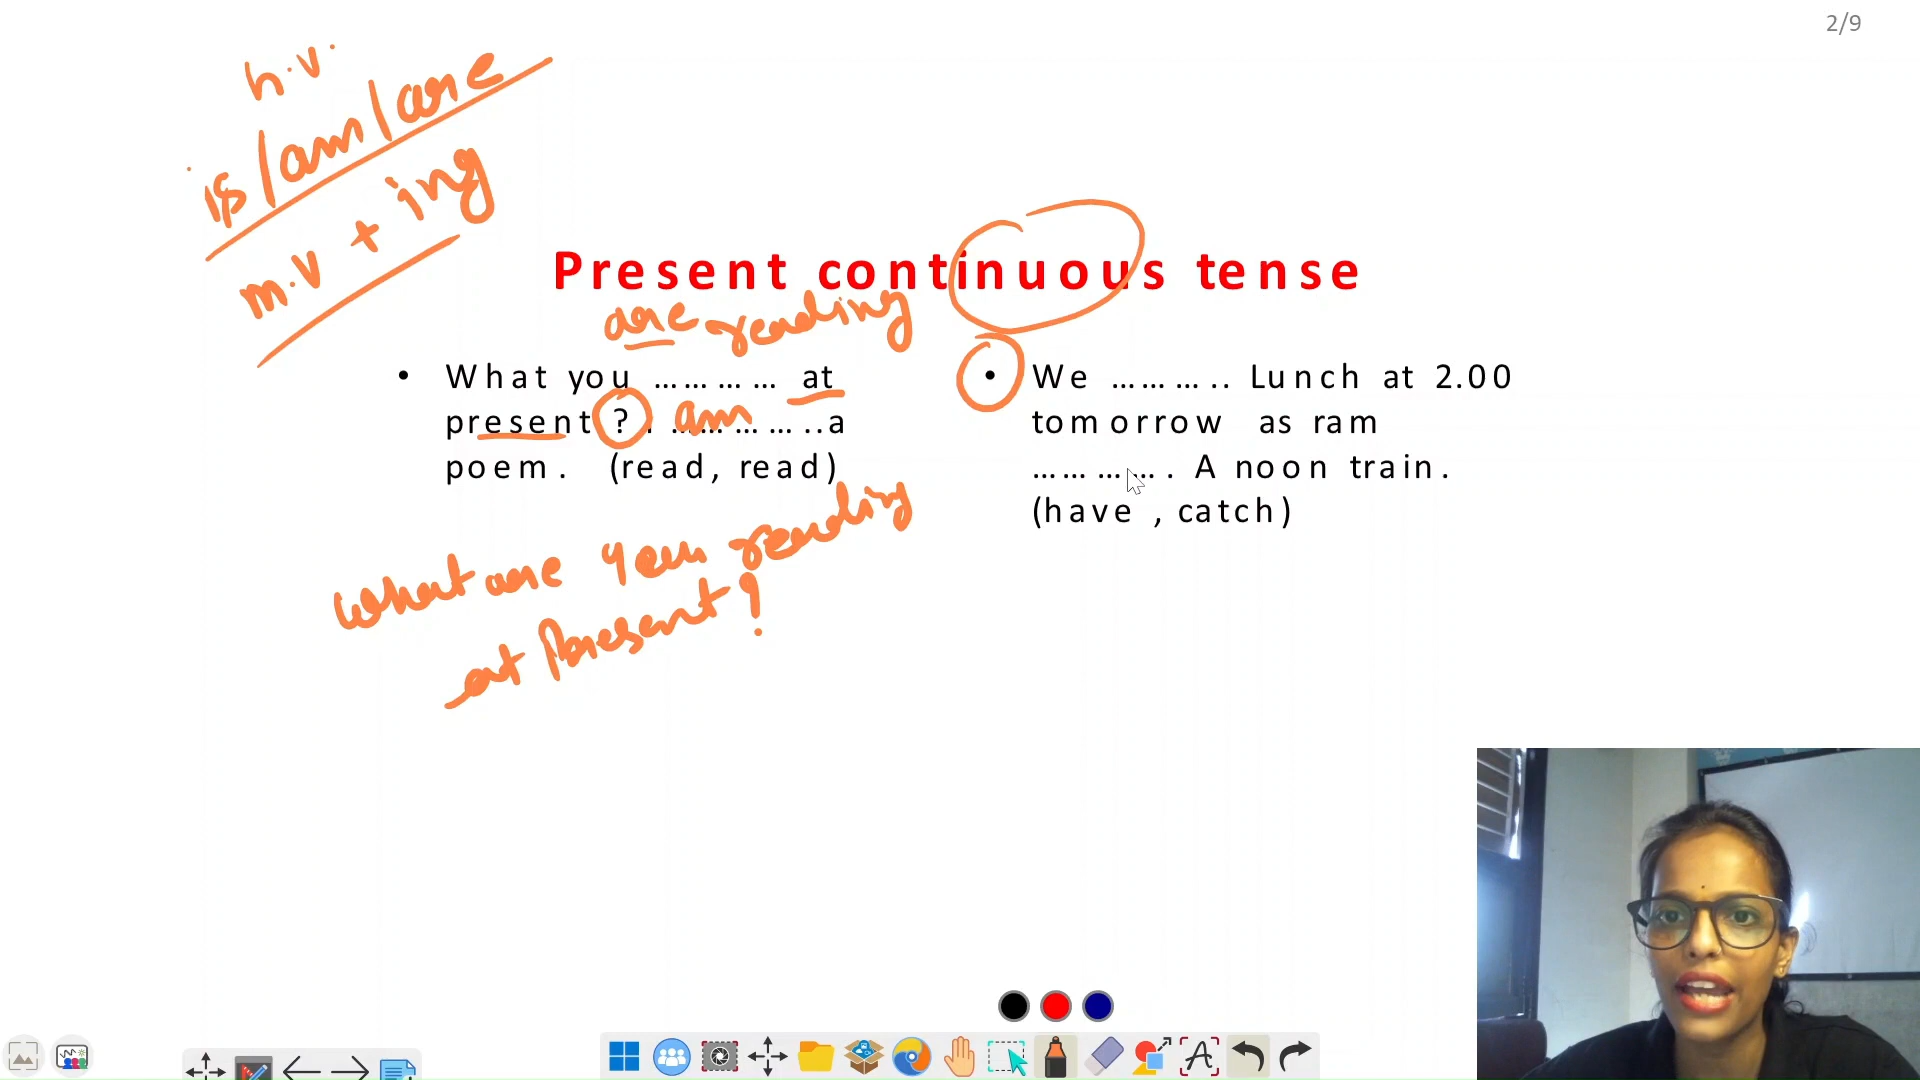 2/9
h.v.
is/am/are
m.v + ing
Present continuous tense
are reading
• What you ………… at
present ? . am …………..a
poem. (read, read)
• We ……….. Lunch at 2.00
tomorrow as ram
…………. A noon train.
(have , catch)
What are you reading
at Present?